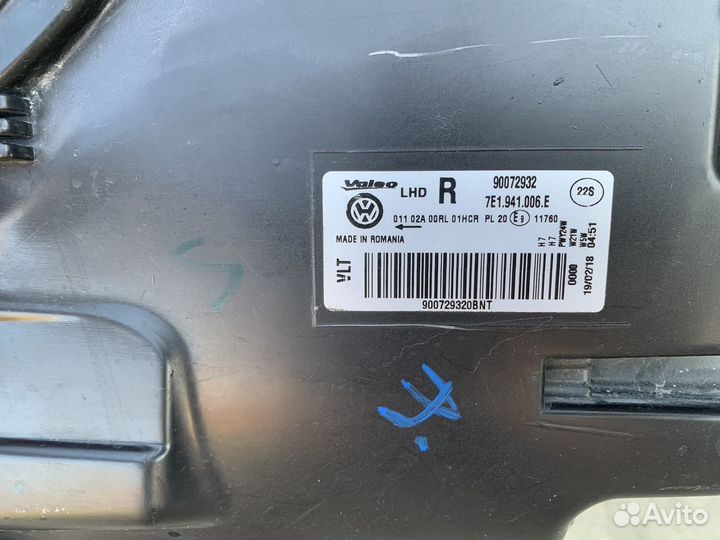 Valeo LHD R 90072932 22S
7E1.941.006.E
011 02A 00RL 01HCR PL 20 E9 11760
MADE IN ROMANIA
VLT
900729320BNT
H7
H7
PWY24W
W21W
W5W
0000
19/02/18 04:51
Avito